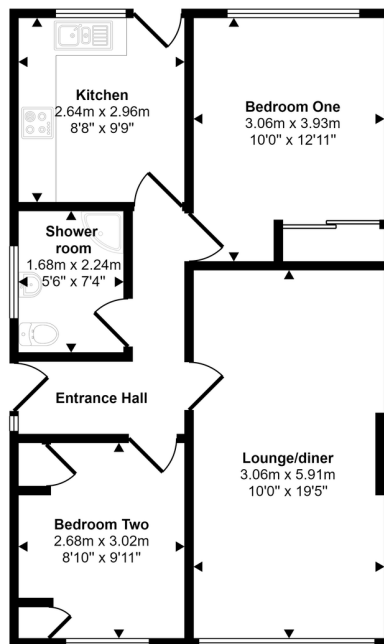 Kitchen
2.64m x 2.96m
8'8" x 9'9"
Bedroom One
3.06m x 3.93m
10'0" x 12'11"
Shower
room
1.68m x 2.24m
5'6" x 7'4"
Entrance Hall
Lounge/diner
3.06m x 5.91m
10'0" x 19'5"
Bedroom Two
2.68m x 3.02m
8'10" x 9'11"